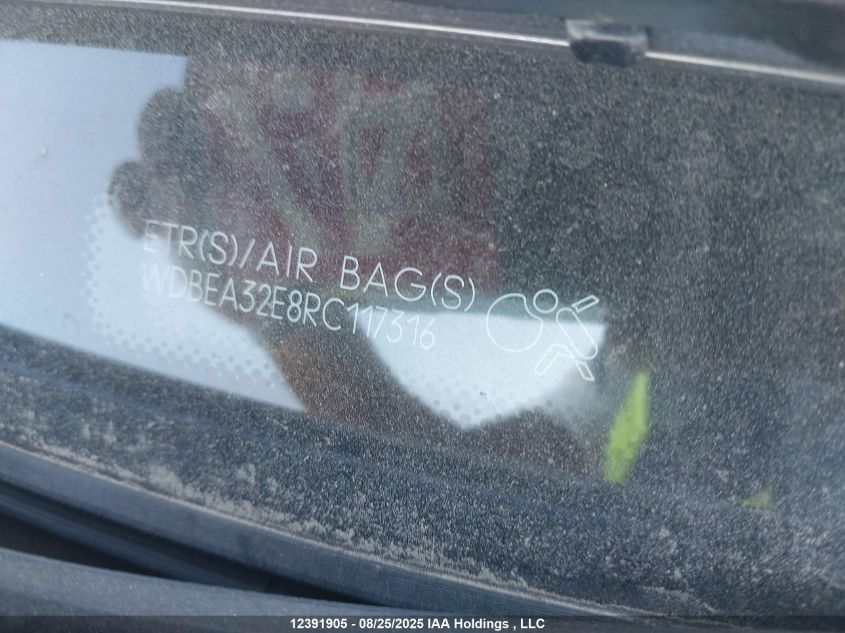 ETR(S)/AIR BAG(S)
WDBEA32E8RC117316
12391905 - 08/25/2025 IAA Holdings , LLC